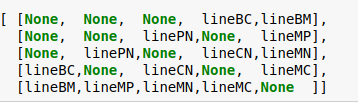 [ [None,  None,  None,  lineBC,lineBM],
  [None,  None,  linePN,None,  lineMP],
  [None,  linePN,None,  lineCN,lineMN],
  [lineBC,None,  lineCN,None,  lineMC],
  [lineBM,lineMP,lineMN,lineMC,None  ]]